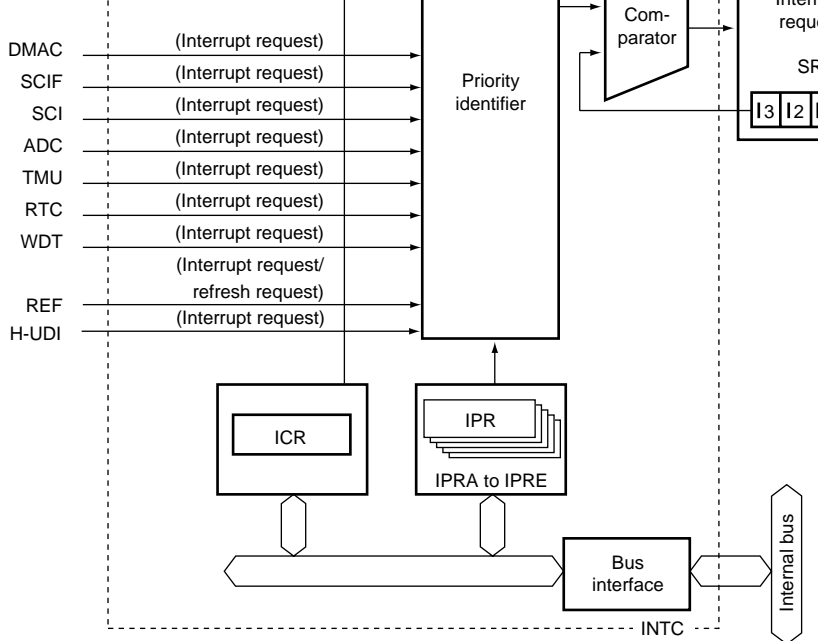 Com-
parator
DMAC (Interrupt request)
SCIF (Interrupt request)
SCI (Interrupt request)
ADC (Interrupt request)
TMU (Interrupt request)
RTC (Interrupt request)
WDT (Interrupt request)
REF (Interrupt request/
refresh request)
H-UDI (Interrupt request)
Priority
identifier
SR
I3 I2
ICR
IPR
IPRA to IPRE
Bus
interface
Internal bus
INTC